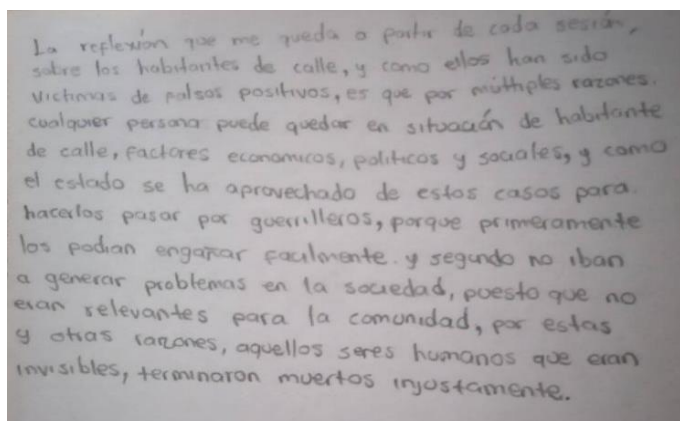 La reflexión que me queda a partir de cada sesión,
sobre los habitantes de calle, y como ellos han sido
victimas de falsos positivos, es que por múltiples razones.
cualquier persona puede quedar en situación de habitante
de calle, factores economicos, politicos y sociales, y como
el estado se ha aprovechado de estos casos para
hacerlos pasar por guerrilleros, porque primeramente
los podian engañar facilmente. y segundo no iban
a generar problemas en la sociedad, puesto que no
eran relevantes para la comunidad, por estas
y otras razones, aquellos seres humanos que eran
invisibles, terminaron muertos injustamente.